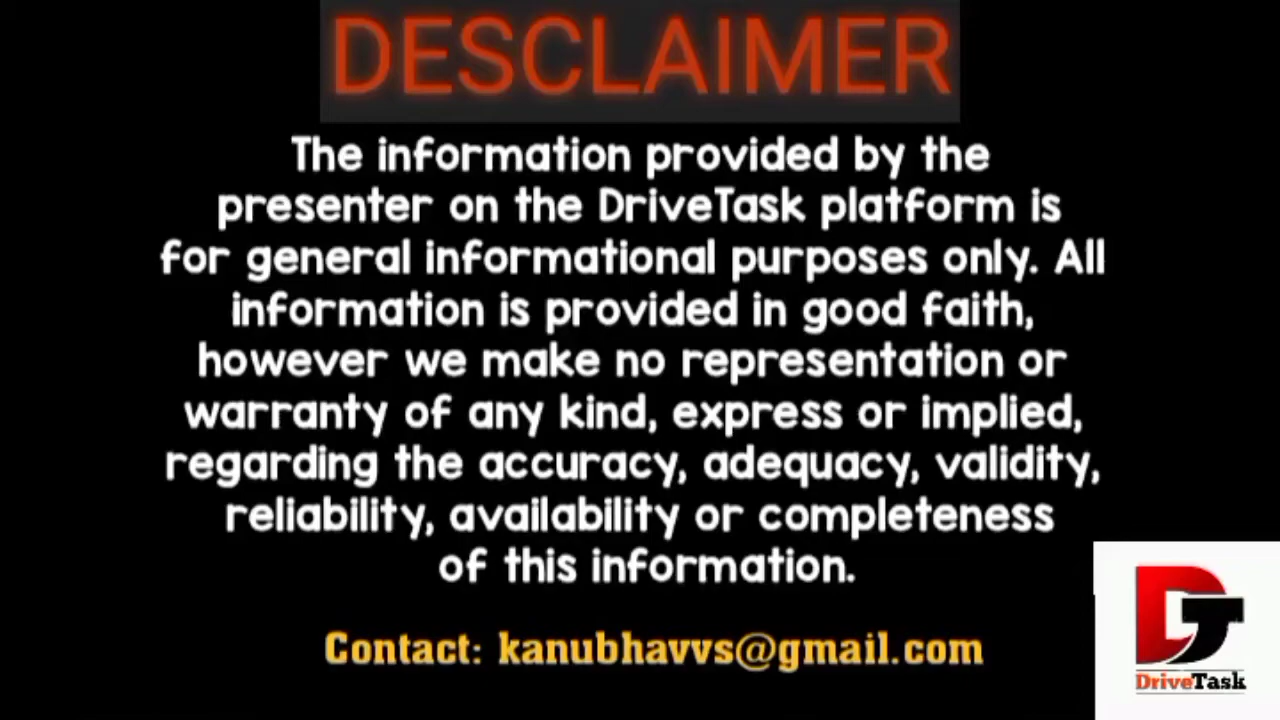 DESCLAIMER
The information provided by the
presenter on the DriveTask platform is
for general informational purposes only. All
information is provided in good faith,
however we make no representation or
warranty of any kind, express or implied,
regarding the accuracy, adequacy, validity,
reliability, availability or completeness
of this information.
Contact: kanubhavvs@gmail.com
DT
DriveTask